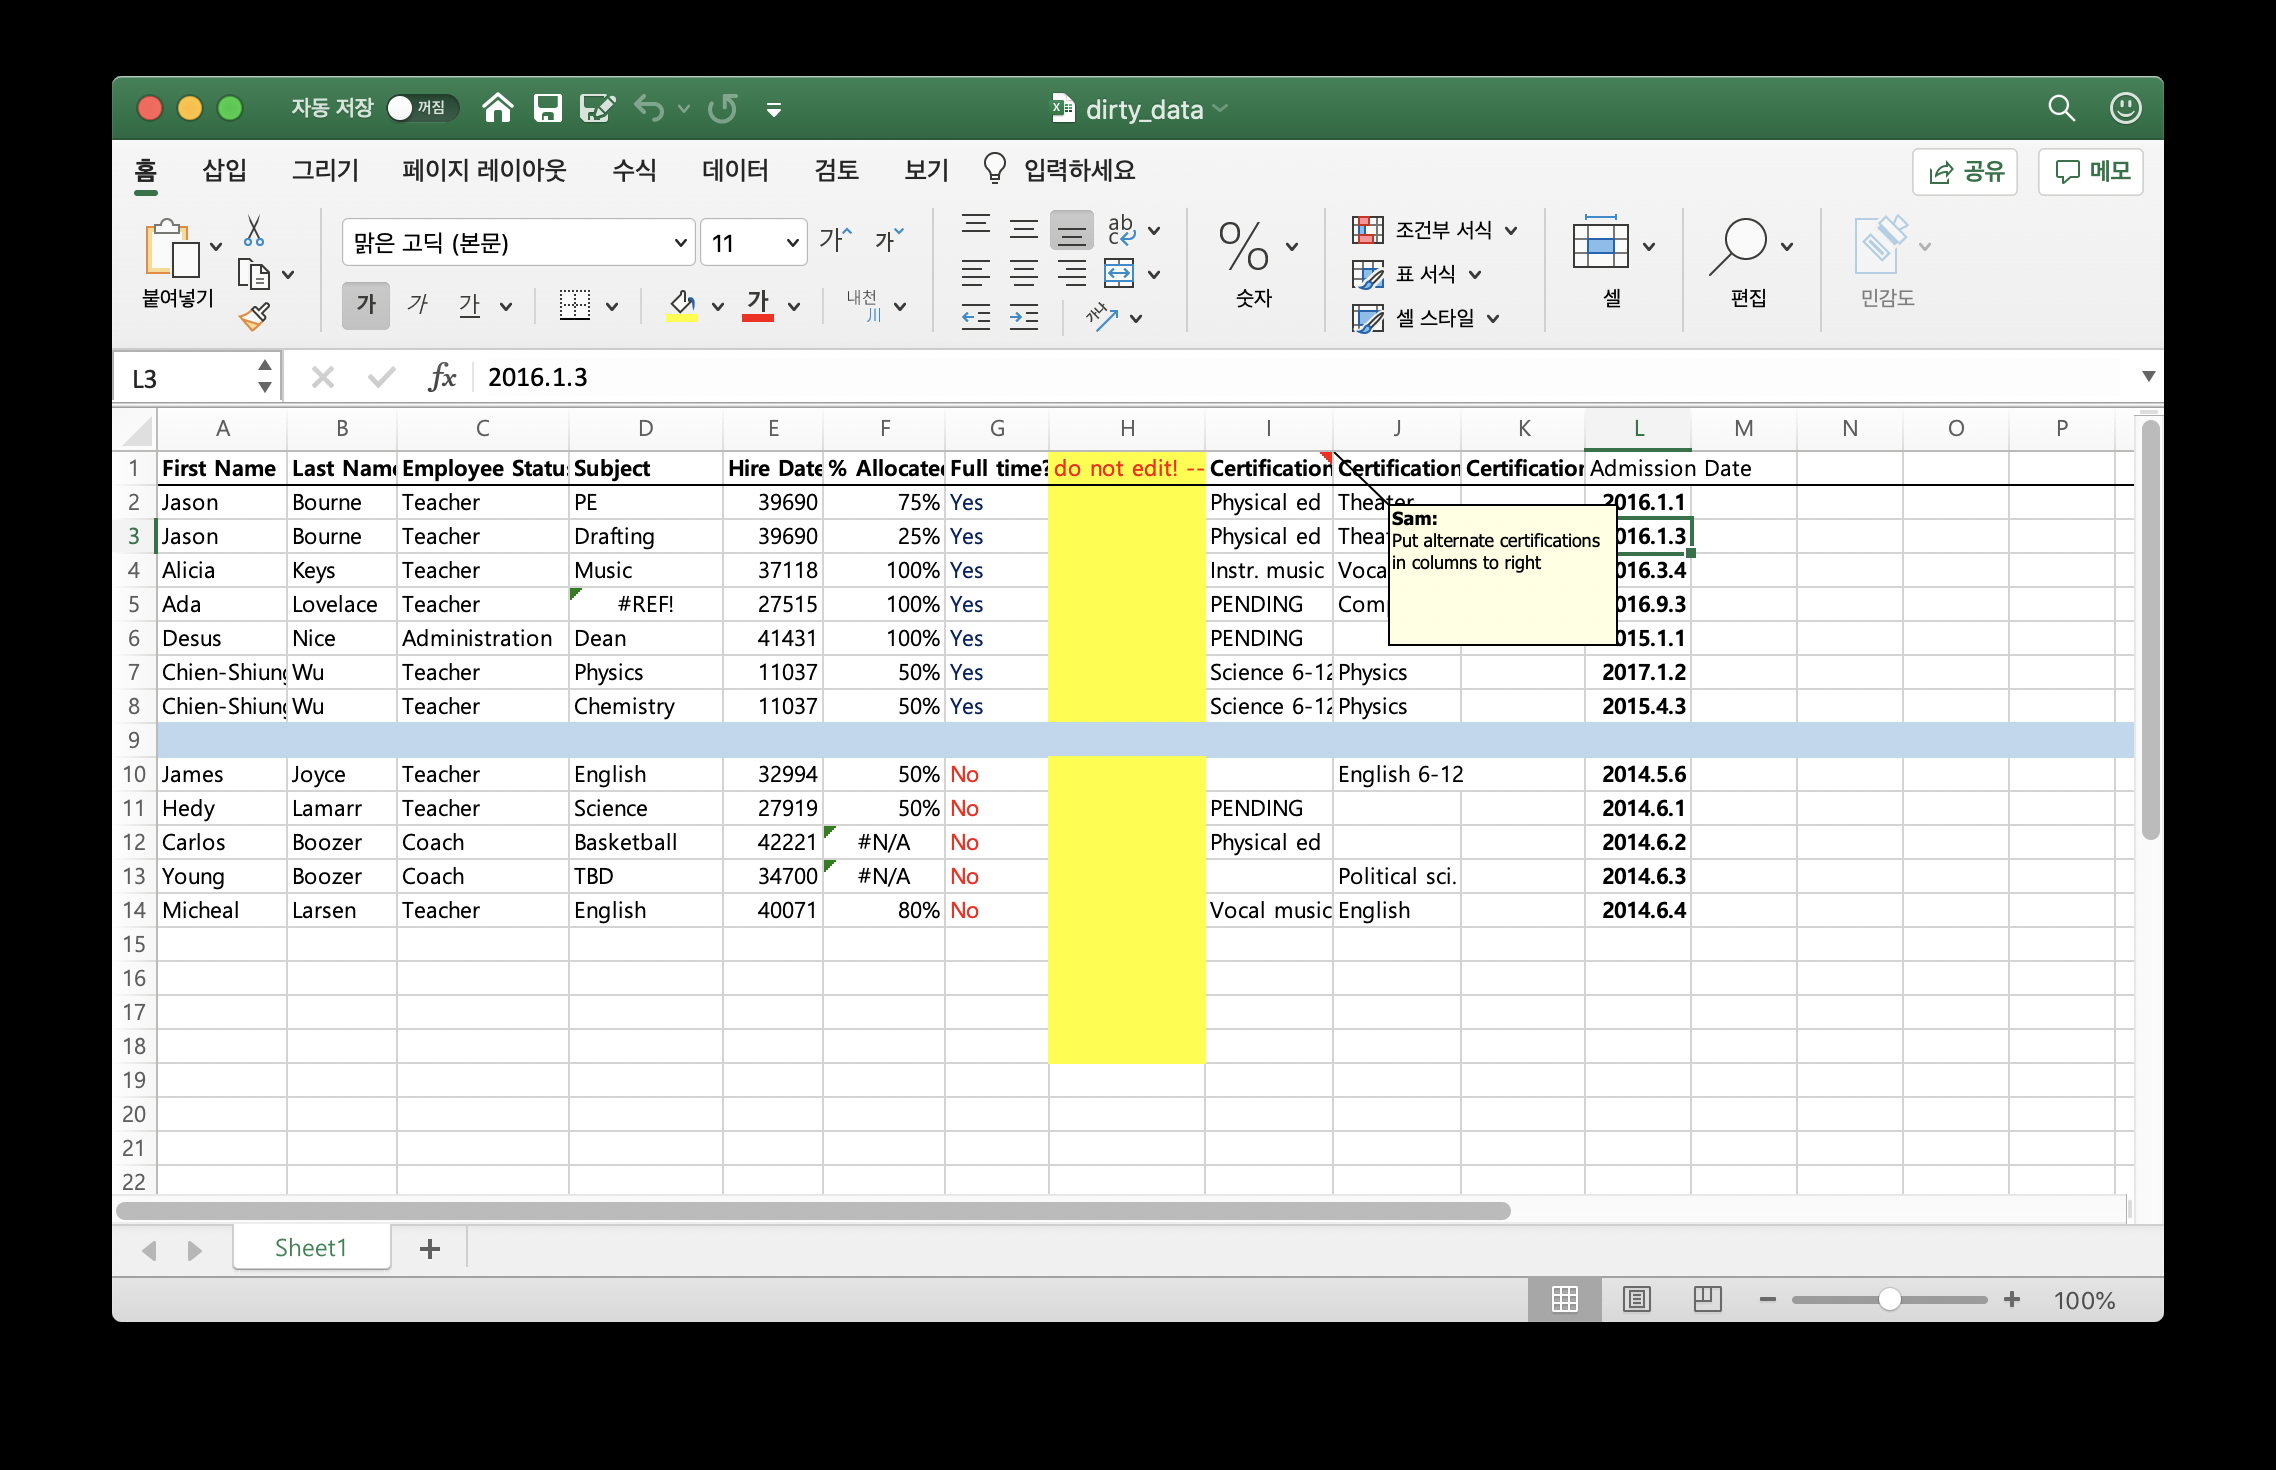 자동 저장 꺼짐 dirty_data
홈 삽입 그리기 페이지 레이아웃 수식 데이터 검토 보기 입력하세요 공유 메모
붙여넣기 맑은 고딕 (본문) 11 가 가 가 가 가 가 내천 川 ab c 가나 % 숫자 조건부 서식 표 서식 셀 스타일 셀 편집 민감도
L3 fx 2016.1.3
A B C D E F G H I J K L M N O P
1 First Name Last Name Employee Statu Subject Hire Date % Allocated Full time? do not edit! -- Certification Certification Certification Admission Date
2 Jason Bourne Teacher PE 39690 75% Yes Physical ed Theater 2016.1.1
3 Jason Bourne Teacher Drafting 39690 25% Yes Physical ed Thea 016.1.3
4 Alicia Keys Teacher Music 37118 100% Yes Instr. music Voca 016.3.4
5 Ada Lovelace Teacher #REF! 27515 100% Yes PENDING Com 016.9.3
6 Desus Nice Administration Dean 41431 100% Yes PENDING 015.1.1
Sam:
Put alternate certifications
in columns to right
7 Chien-Shiung Wu Teacher Physics 11037 50% Yes Science 6-12 Physics 2017.1.2
8 Chien-Shiung Wu Teacher Chemistry 11037 50% Yes Science 6-12 Physics 2015.4.3
9
10 James Joyce Teacher English 32994 50% No English 6-12 2014.5.6
11 Hedy Lamarr Teacher Science 27919 50% No PENDING 2014.6.1
12 Carlos Boozer Coach Basketball 42221 #N/A No Physical ed 2014.6.2
13 Young Boozer Coach TBD 34700 #N/A No Political sci. 2014.6.3
14 Micheal Larsen Teacher English 40071 80% No Vocal music English 2014.6.4
15
16
17
18
19
20
21
22
Sheet1
100%